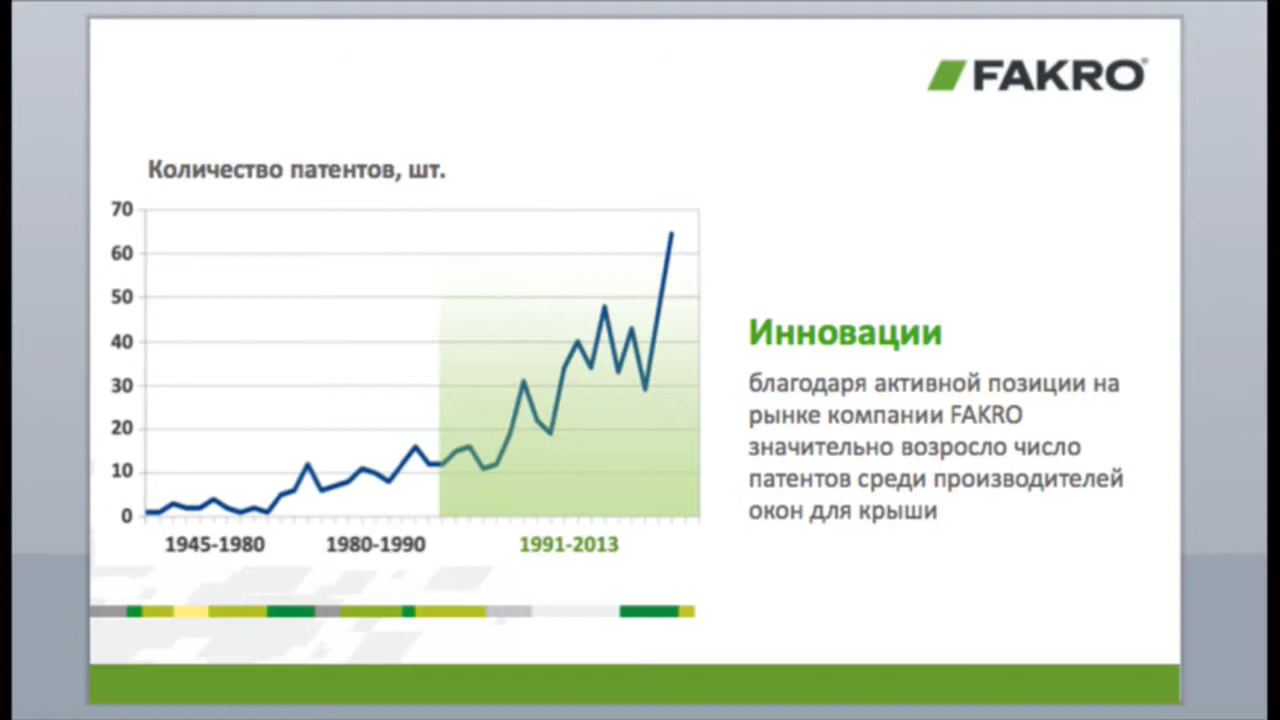 FAKRO®
Количество патентов, шт.
70
60
50
40
30
20
10
0
1945-1980 1980-1990 1991-2013
Инновации
благодаря активной позиции на
рынке компании FAKRO
значительно возросло число
патентов среди производителей
окон для крыши